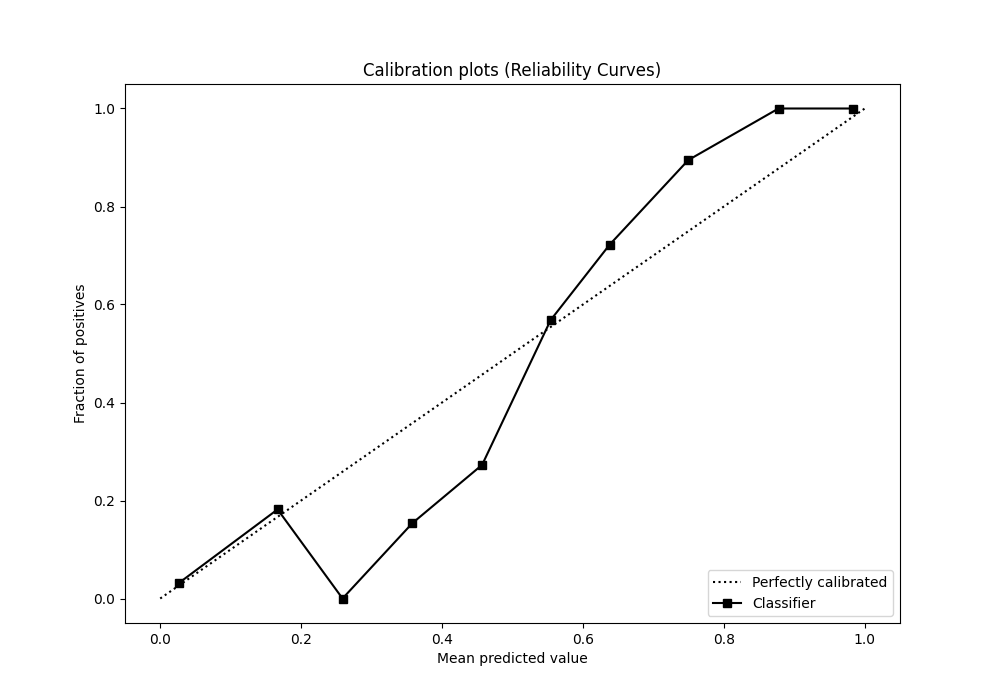 Calibration plots (Reliability Curves)
1.0
0.8
0.6
0.4
0.2
0.0
Fraction of positives
0.0 0.2 0.4 0.6 0.8 1.0
Mean predicted value
Perfectly calibrated
Classifier